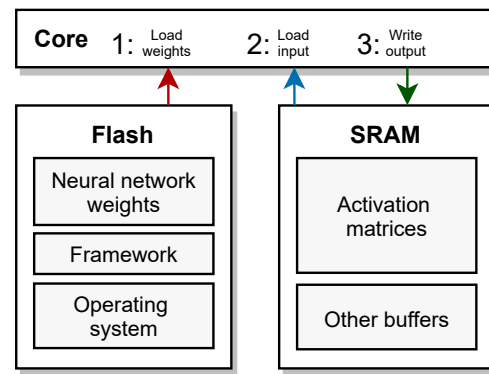 Core
1: Load weights
2: Load input
3: Write output
Flash
Neural network
weights
Framework
Operating
system
SRAM
Activation
matrices
Other buffers